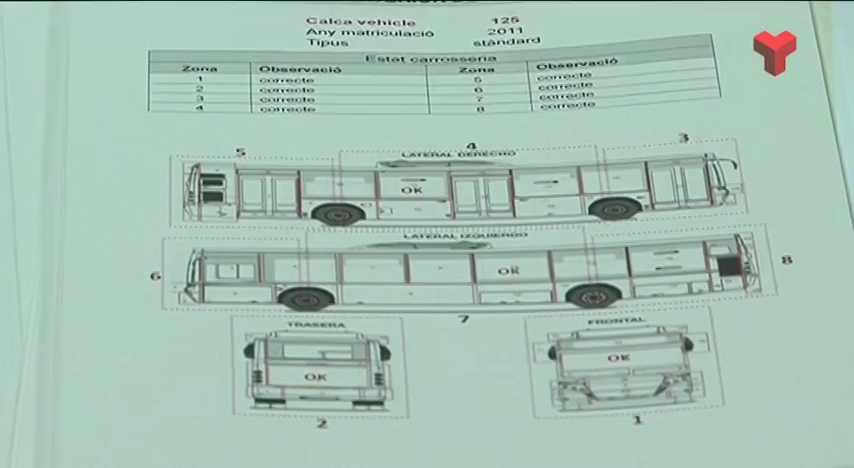 Calca vehicle 125
Any matriculació 2011
Tipus stàndard
Estat carrosseria
Zona Observació Zona Observació
1 correcte 5 correcte
2 correcte 6 correcte
3 correcte 7 correcte
4 correcte 8 correcte
5 4 3
LATERAL DERECHO
OK
LATERAL IZQUIERDO
6 OK 8
7
TRASERA FRONTAL
OK OK
2 1